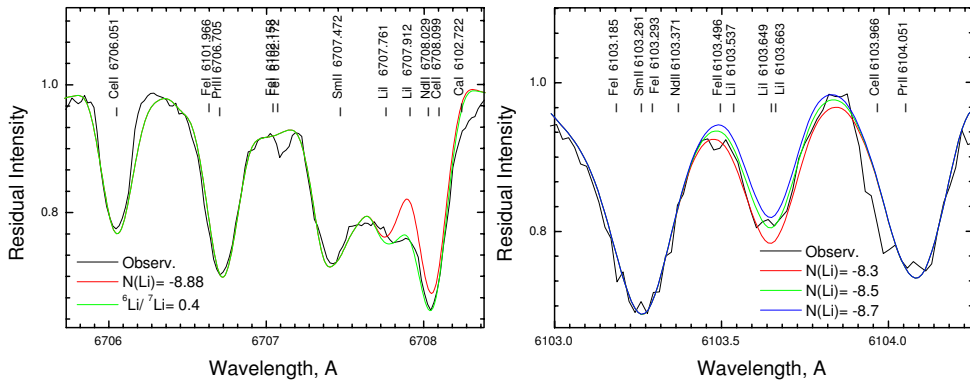 CeII 6706.051
FeI 6101.966
PrIII 6706.705
FeI 6102.159
FeI 6102.172
SmII 6707.472
LiI 6707.761
LiI 6707.912
NdII 6708.029
CeII 6708.099
CaI 6102.722
1.0
0.8
Residual Intensity
Observ.
N(Li)= -8.88
6Li/ 7Li= 0.4
6706
6707
6708
Wavelength, A
FeI 6103.185
SmII 6103.261
FeI 6103.293
NdII 6103.371
FeII 6103.496
LiI 6103.537
LiI 6103.649
LiI 6103.663
CeII 6103.966
PrII 6104.051
1.0
0.8
Residual Intensity
Observ.
N(Li)= -8.3
N(Li)= -8.5
N(Li)= -8.7
6103.0
6103.5
6104.0
Wavelength, A